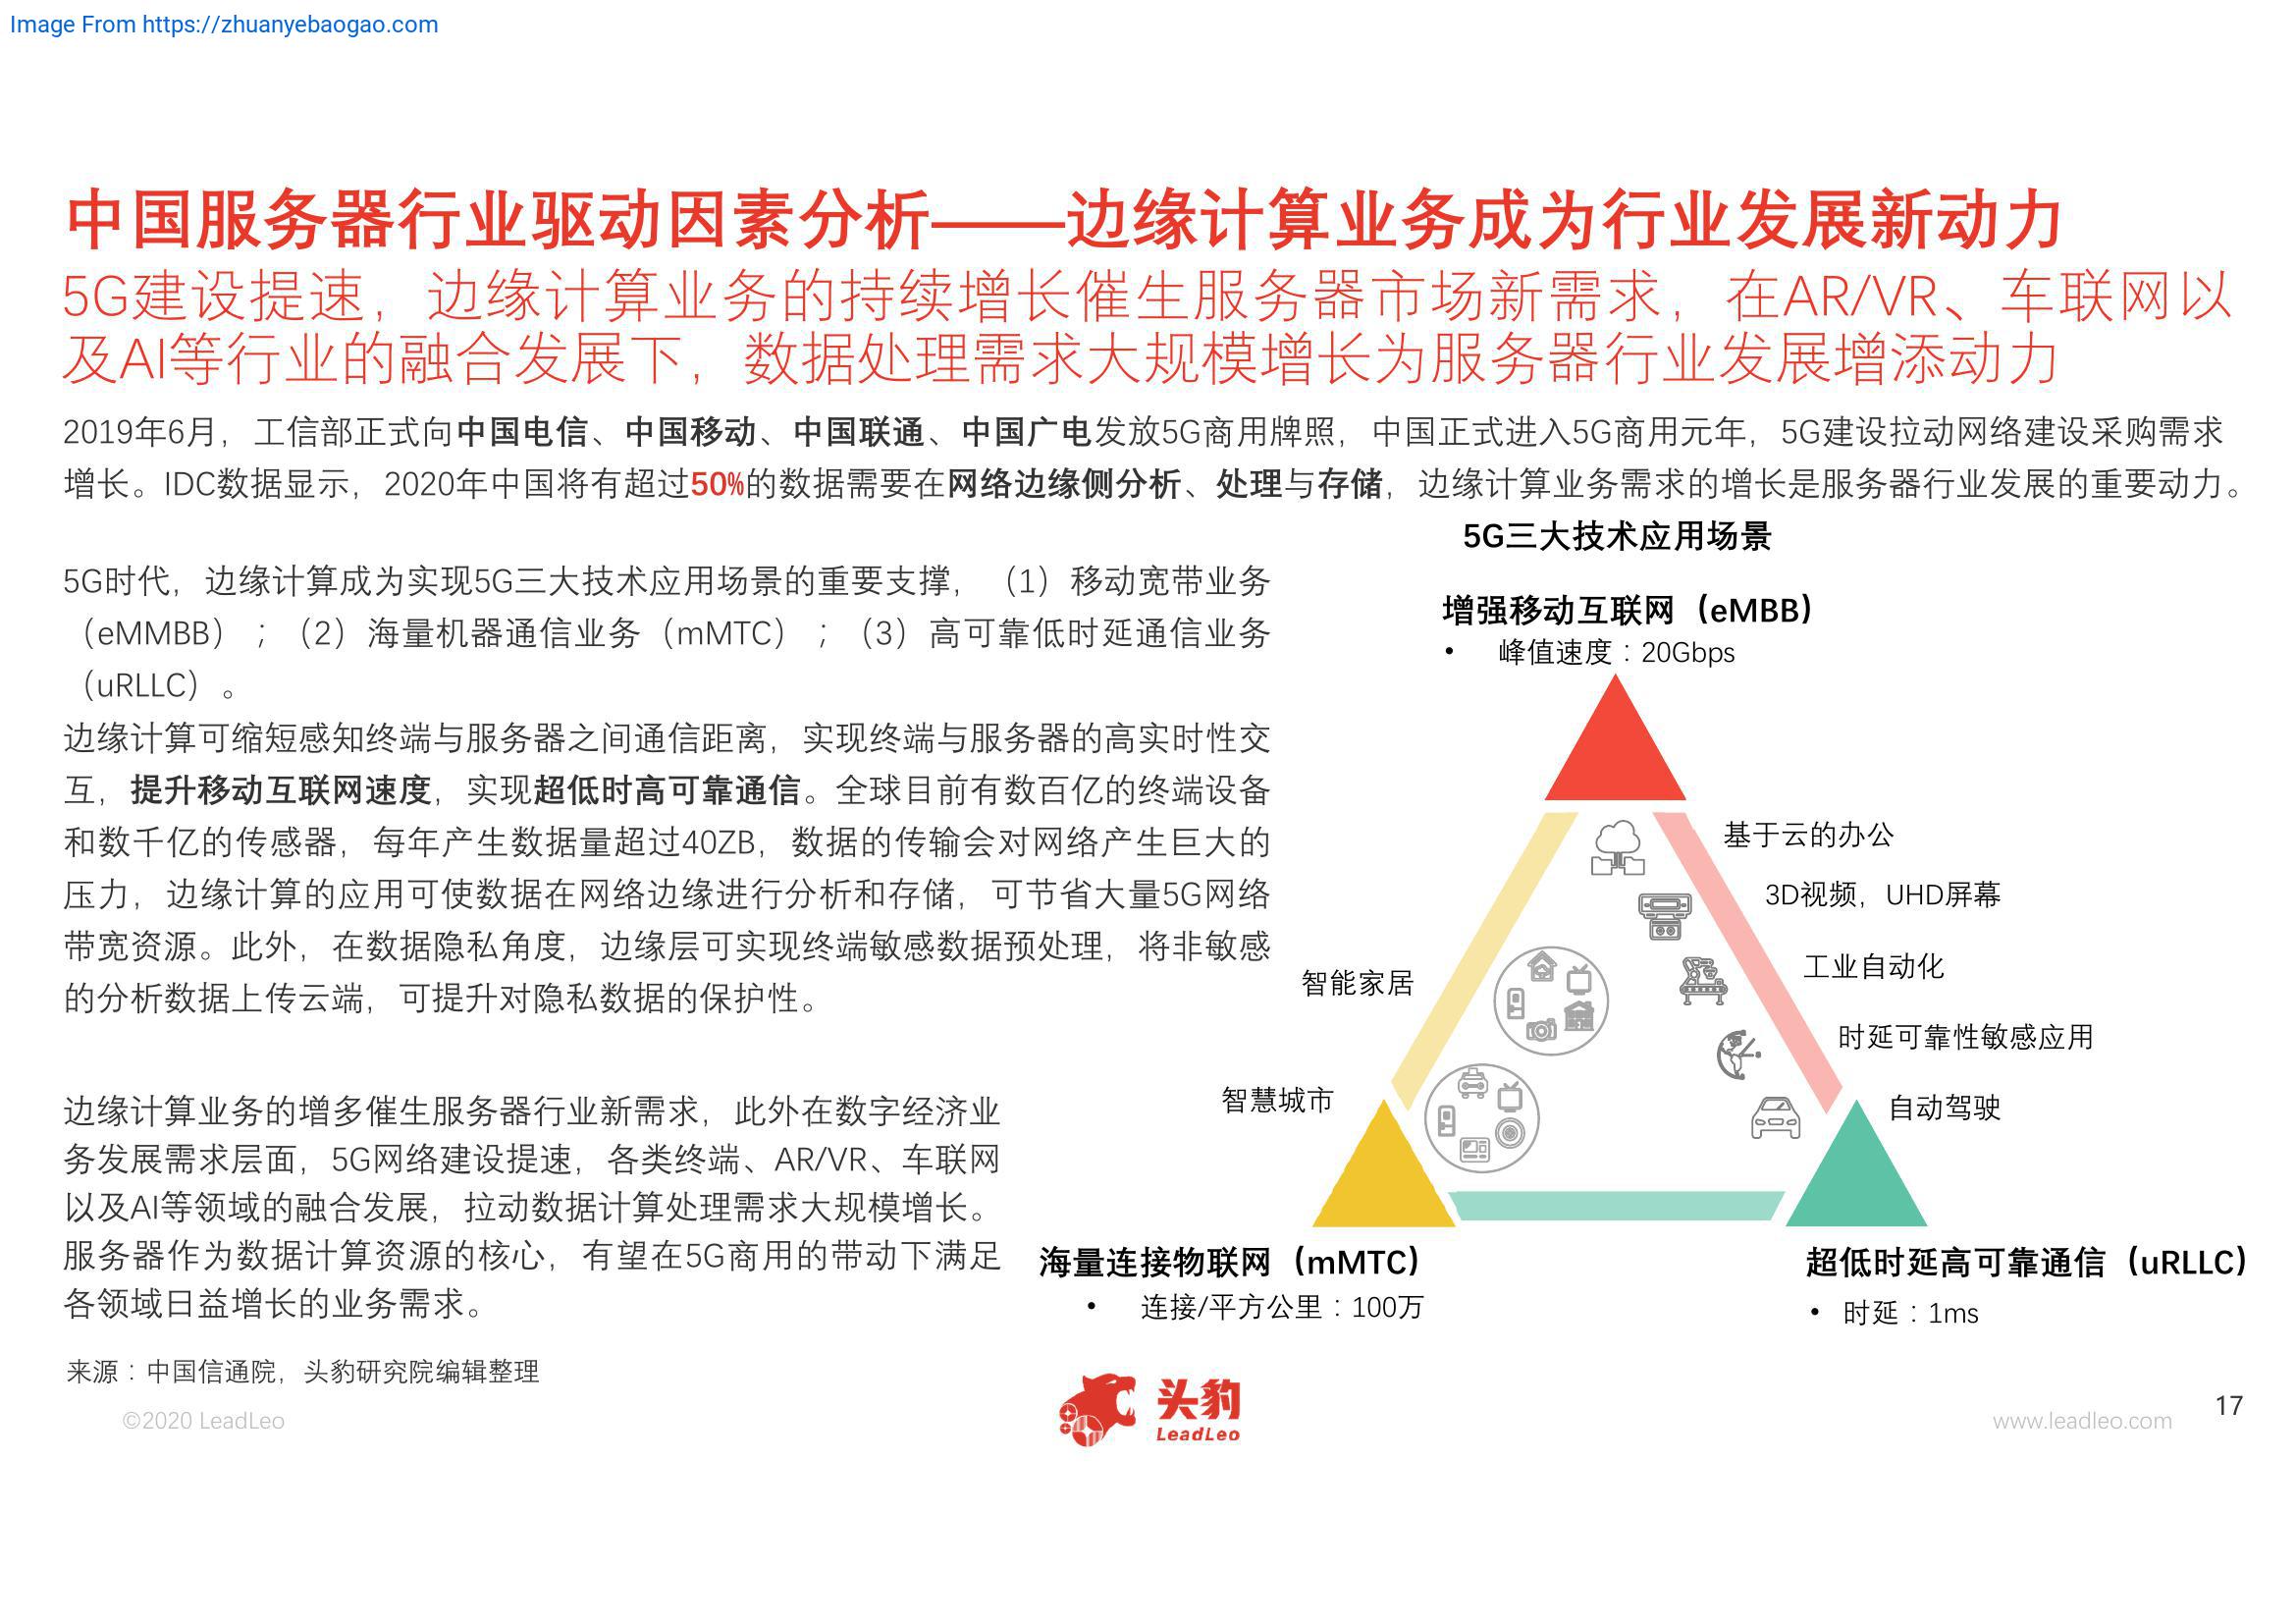 Image From https://zhuanyebaogao.com
中国服务器行业驱动因素分析——边缘计算业务成为行业发展新动力
5G建设提速，边缘计算业务的持续增长催生服务器市场新需求，在AR/VR、车联网以
及AI等行业的融合发展下，数据处理需求大规模增长为服务器行业发展增添动力
2019年6月，工信部正式向中国电信、中国移动、中国联通、中国广电发放5G商用牌照，中国正式进入5G商用元年，5G建设拉动网络建设采购需求
增长。IDC数据显示，2020年中国将有超过50%的数据需要在网络边缘侧分析、处理与存储，边缘计算业务需求的增长是服务器行业发展的重要动力。
5G时代，边缘计算成为实现5G三大技术应用场景的重要支撑，（1）移动宽带业务
（eMMBB）；（2）海量机器通信业务（mMTC）；（3）高可靠低时延通信业务
（uRLLC）。
边缘计算可缩短感知终端与服务器之间通信距离，实现终端与服务器的高实时性交
互，提升移动互联网速度，实现超低时高可靠通信。全球目前有数百亿的终端设备
和数千亿的传感器，每年产生数据量超过40ZB，数据的传输会对网络产生巨大的
压力，边缘计算的应用可使数据在网络边缘进行分析和存储，可节省大量5G网络
带宽资源。此外，在数据隐私角度，边缘层可实现终端敏感数据预处理，将非敏感
的分析数据上传云端，可提升对隐私数据的保护性。
边缘计算业务的增多催生服务器行业新需求，此外在数字经济业
务发展需求层面，5G网络建设提速，各类终端、AR/VR、车联网
以及AI等领域的融合发展，拉动数据计算处理需求大规模增长。
服务器作为数据计算资源的核心，有望在5G商用的带动下满足
各领域日益增长的业务需求。
5G三大技术应用场景
增强移动互联网（eMBB）
• 峰值速度：20Gbps
基于云的办公
3D视频，UHD屏幕
工业自动化
时延可靠性敏感应用
自动驾驶
智能家居
智慧城市
海量连接物联网（mMTC）
• 连接/平方公里：100万
超低时延高可靠通信（uRLLC）
• 时延：1ms
来源：中国信通院，头豹研究院编辑整理
©2020 LeadLeo
头豹
LeadLeo
www.leadleo.com
17